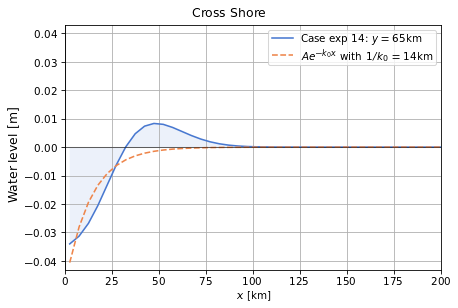 Cross Shore
Case exp 14: y = 65km
Ae^{-k_0x} with 1/k_0 = 14km
Water level [m]
0.04
0.03
0.02
0.01
0.00
−0.01
−0.02
−0.03
−0.04
0 25 50 75 100 125 150 175 200
x [km]